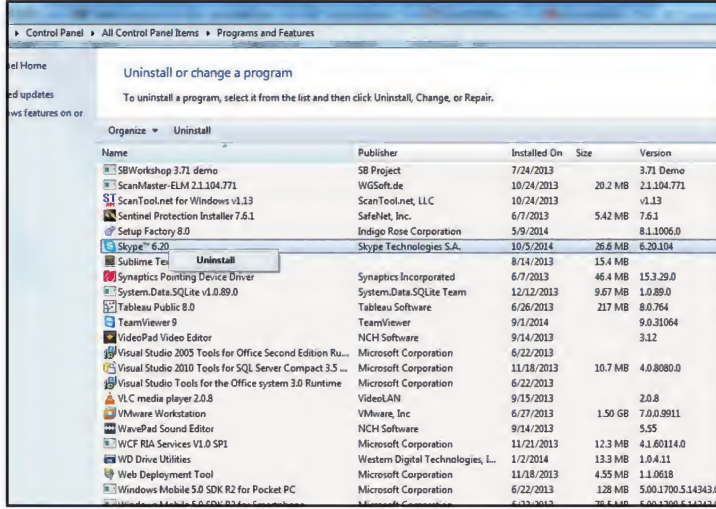 Control Panel ▸ All Control Panel Items ▸ Programs and Features
el Home
Uninstall or change a program
ed updates
To uninstall a program, select it from the list and then click Uninstall, Change, or Repair.
ws features on or
Organize Uninstall
Name Publisher Installed On Size Version
SBWorkshop 3.71 demo SB Project 7/24/2013 3.71 Demo
ScanMaster-ELM 2.1.104.771 WGSoft.de 10/24/2013 20.2 MB 2.1.104.771
ScanTool.net for Windows v1.13 ScanTool.net, LLC 10/24/2013 v1.13
Sentinel Protection Installer 7.6.1 SafeNet, Inc. 6/7/2013 5.42 MB 7.6.1
Setup Factory 8.0 Indigo Rose Corporation 5/9/2014 8.1.1006.0
Skype™ 6.20 Skype Technologies S.A. 10/5/2014 26.6 MB 6.20.104
Sublime Tex 8/14/2013 15.4 MB
Uninstall
Synaptics Pointing Device Driver Synaptics Incorporated 6/7/2013 46.4 MB 15.3.29.0
System.Data.SQLite v1.0.89.0 System.Data.SQLite Team 12/12/2013 9.67 MB 1.0.89.0
Tableau Public 8.0 Tableau Software 6/26/2013 217 MB 8.0.764
TeamViewer 9 TeamViewer 9/1/2014 9.0.31064
VideoPad Video Editor NCH Software 9/14/2013 3.12
Visual Studio 2005 Tools for Office Second Edition Ru... Microsoft Corporation 6/22/2013
Visual Studio 2010 Tools for SQL Server Compact 3.5 ... Microsoft Corporation 11/18/2013 10.7 MB 4.0.8080.0
Visual Studio Tools for the Office system 3.0 Runtime Microsoft Corporation 6/22/2013
VLC media player 2.0.8 VideoLAN 9/15/2013 2.0.8
VMware Workstation VMware, Inc 6/27/2013 1.50 GB 7.0.0.9911
WavePad Sound Editor NCH Software 9/14/2013 5.55
WCF RIA Services V1.0 SP1 Microsoft Corporation 11/21/2013 12.3 MB 4.1.60114.0
WD Drive Utilities Western Digital Technologies, I... 1/2/2014 13.3 MB 1.0.4.11
Web Deployment Tool Microsoft Corporation 11/18/2013 4.55 MB 1.1.0618
Windows Mobile 5.0 SDK R2 for Pocket PC Microsoft Corporation 6/22/2013 128 MB 5.00.1700.5.14343.0